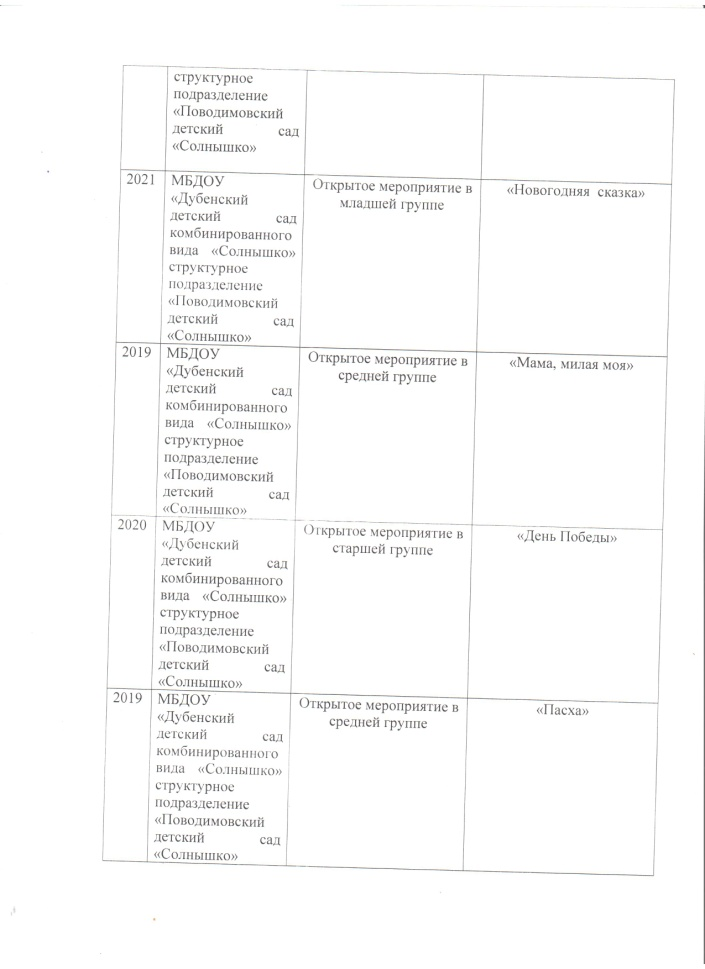 структурное
подразделение
«Поводимовский
детский сад
«Солнышко»
2021 МБДОУ Открытое мероприятие в «Новогодняя сказка»
«Дубенский младшей группе
детский сад
комбинированного
вида «Солнышко»
структурное
подразделение
«Поводимовский
детский сад
«Солнышко»
2019 МБДОУ Открытое мероприятие в «Мама, милая моя»
«Дубенский средней группе
детский сад
комбинированного
вида «Солнышко»
структурное
подразделение
«Поводимовский
детский сад
«Солнышко»
2020 МБДОУ Открытое мероприятие в «День Победы»
«Дубенский старшей группе
детский сад
комбинированного
вида «Солнышко»
структурное
подразделение
«Поводимовский
детский сад
«Солнышко»
2019 МБДОУ Открытое мероприятие в «Пасха»
«Дубенский средней группе
детский сад
комбинированного
вида «Солнышко»
структурное
подразделение
«Поводимовский
детский сад
«Солнышко»